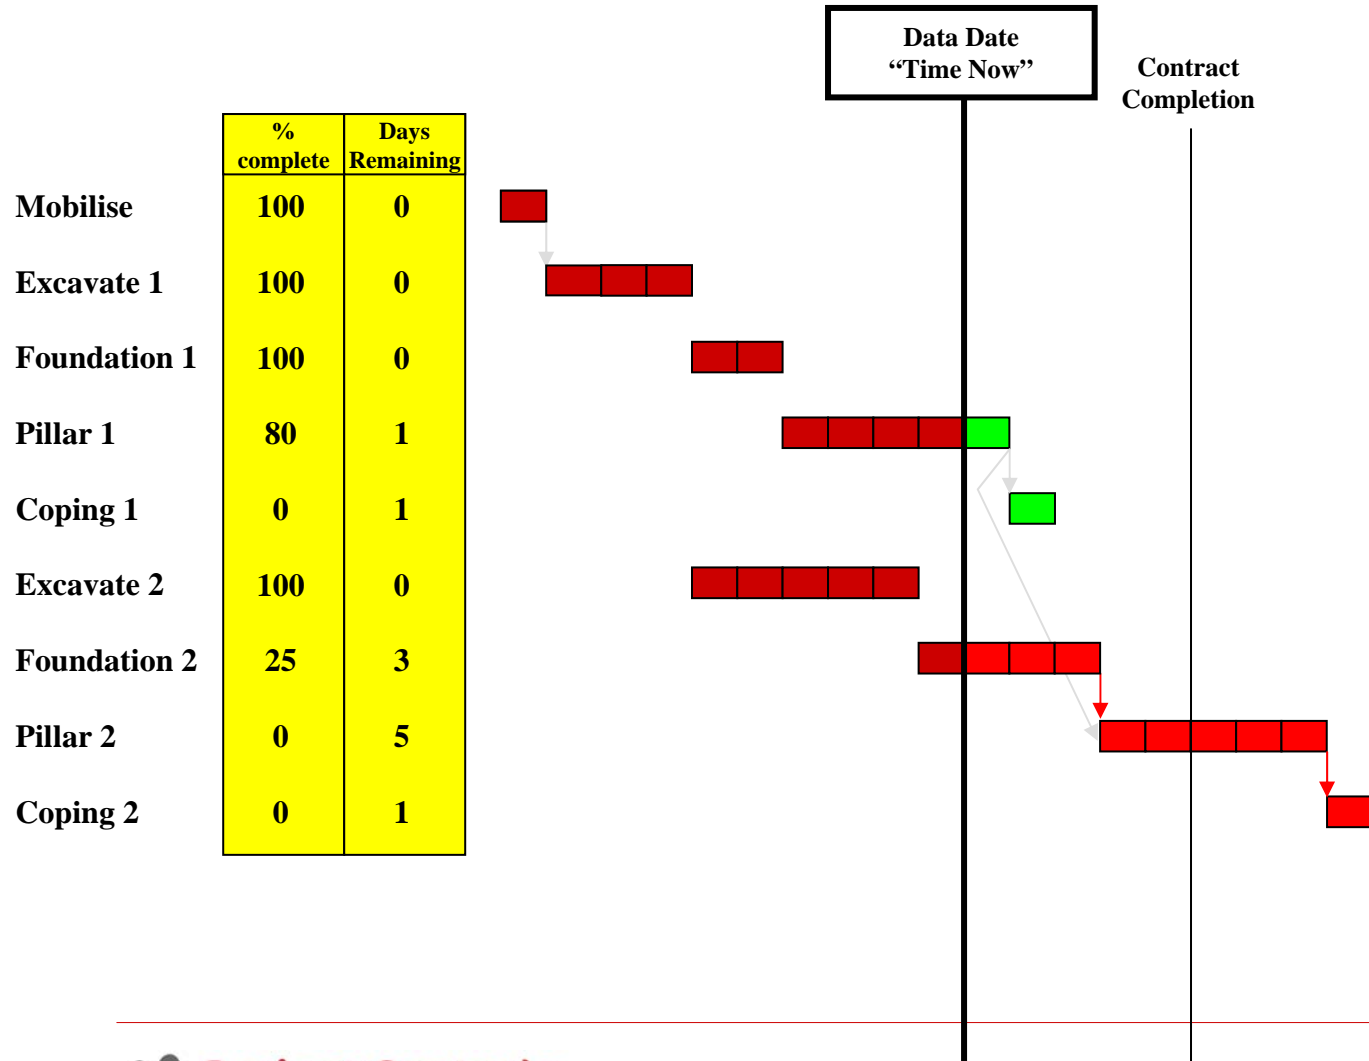 Data Date
“Time Now”
Contract
Completion
% complete
Days Remaining
Mobilise 100 0
Excavate 1 100 0
Foundation 1 100 0
Pillar 1 80 1
Coping 1 0 1
Excavate 2 100 0
Foundation 2 25 3
Pillar 2 0 5
Coping 2 0 1